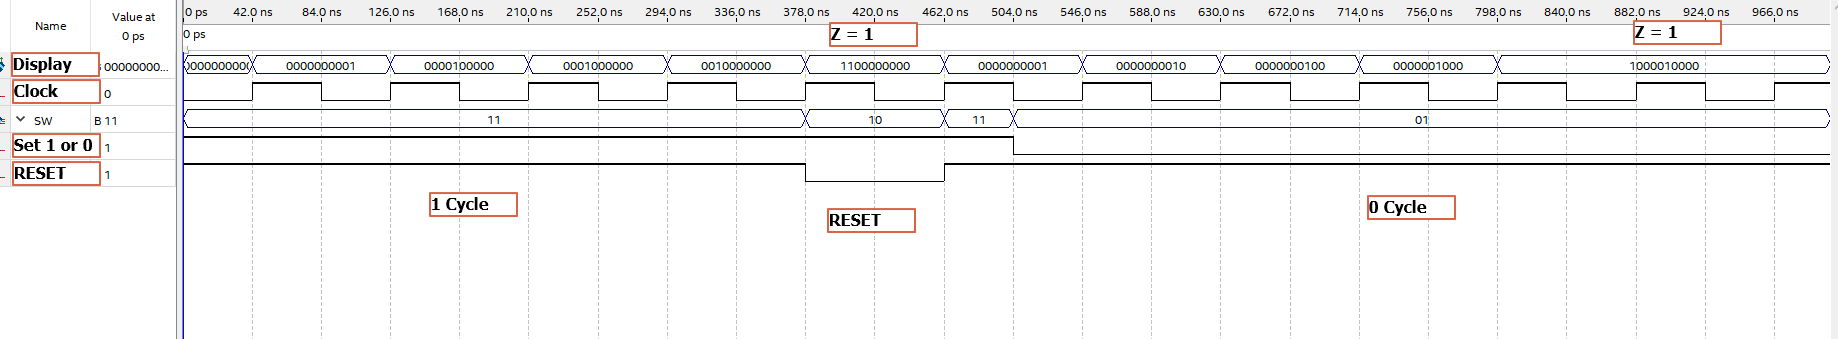 Name
Value at
0 ps
0 ps 42.0 ns 84.0 ns 126.0 ns 168.0 ns 210.0 ns 252.0 ns 294.0 ns 336.0 ns 378.0 ns 420.0 ns 462.0 ns 504.0 ns 546.0 ns 588.0 ns 630.0 ns 672.0 ns 714.0 ns 756.0 ns 798.0 ns 840.0 ns 882.0 ns 924.0 ns 966.0 ns
0 ps
Z = 1 Z = 1
Display 00000000... 0000000001 0000100000 0001000000 0010000000 1100000000 0000000001 0000000010 0000000100 0000001000 1000010000
Clock 0
SW B 11 11 10 11 01
Set 1 or 0 1
RESET 1
1 Cycle RESET 0 Cycle